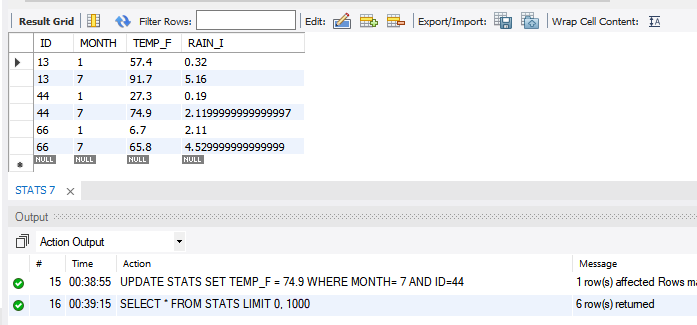 Result Grid Filter Rows: Edit: Export/Import: Wrap Cell Content: IA
ID MONTH TEMP_F RAIN_I
13 1 57.4 0.32
13 7 91.7 5.16
44 1 27.3 0.19
44 7 74.9 2.1199999999999997
66 1 6.7 2.11
66 7 65.8 4.529999999999999
NULL NULL NULL NULL
STATS 7
Output
Action Output
# Time Action Message
15 00:38:55 UPDATE STATS SET TEMP_F = 74.9 WHERE MONTH= 7 AND ID=44 1 row(s) affected Rows ma
16 00:39:15 SELECT * FROM STATS LIMIT 0, 1000 6 row(s) returned